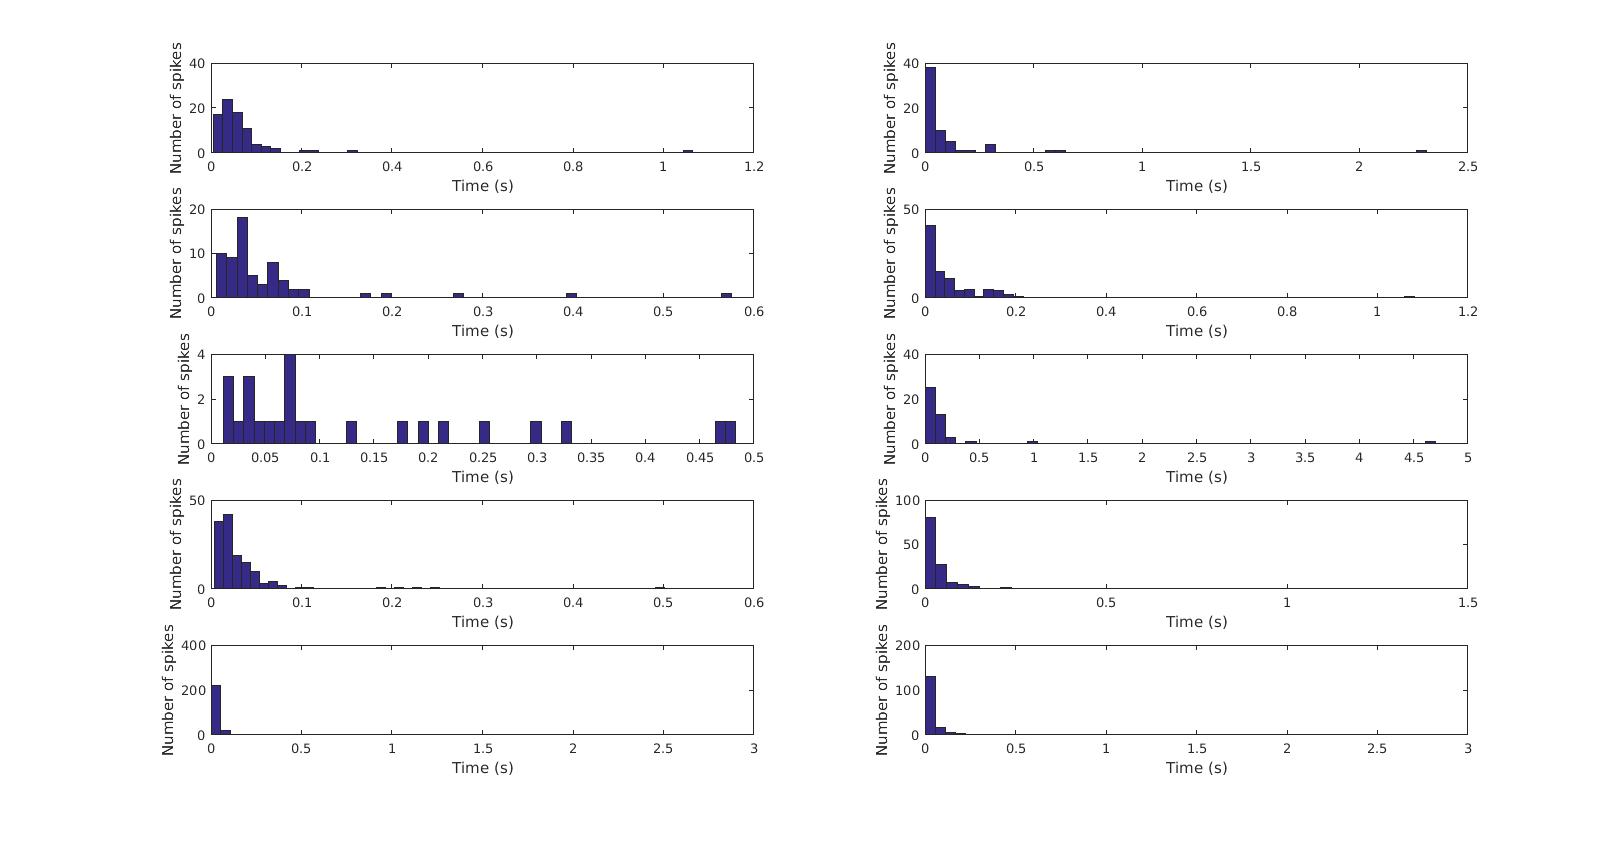 Number of spikes
40
20
0
0 0.2 0.4 0.6 0.8 1 1.2
Time (s)
Number of spikes
40
20
0
0 0.5 1 1.5 2 2.5
Time (s)
Number of spikes
20
10
0
0 0.1 0.2 0.3 0.4 0.5 0.6
Time (s)
Number of spikes
50
0
0 0.2 0.4 0.6 0.8 1 1.2
Time (s)
Number of spikes
4
2
0
0 0.05 0.1 0.15 0.2 0.25 0.3 0.35 0.4 0.45 0.5
Time (s)
Number of spikes
40
20
0
0 0.5 1 1.5 2 2.5 3 3.5 4 4.5 5
Time (s)
Number of spikes
50
0
0 0.1 0.2 0.3 0.4 0.5 0.6
Time (s)
Number of spikes
100
50
0
0 0.5 1 1.5
Time (s)
Number of spikes
400
200
0
0 0.5 1 1.5 2 2.5 3
Time (s)
Number of spikes
200
100
0
0 0.5 1 1.5 2 2.5 3
Time (s)